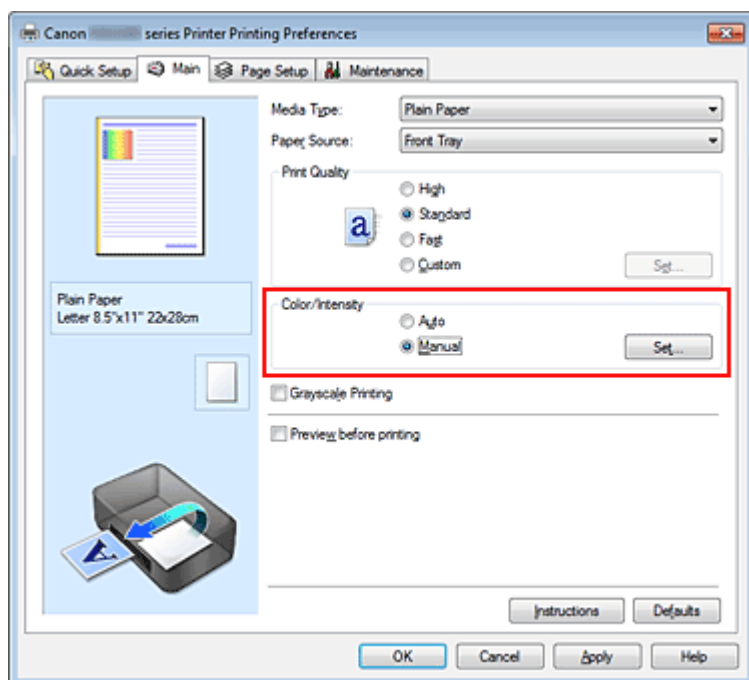 Canon series Printer Printing Preferences
Quick Setup Main Page Setup Maintenance
Media Type: Plain Paper
Paper Source: Front Tray
Print Quality
High
a Standard
Fast
Custom Set...
Color/Intensity
Auto
Manual Set...
Plain Paper
Letter 8.5"x11" 22x28cm
Grayscale Printing
Preview before printing
A
Instructions Defaults
OK Cancel Apply Help